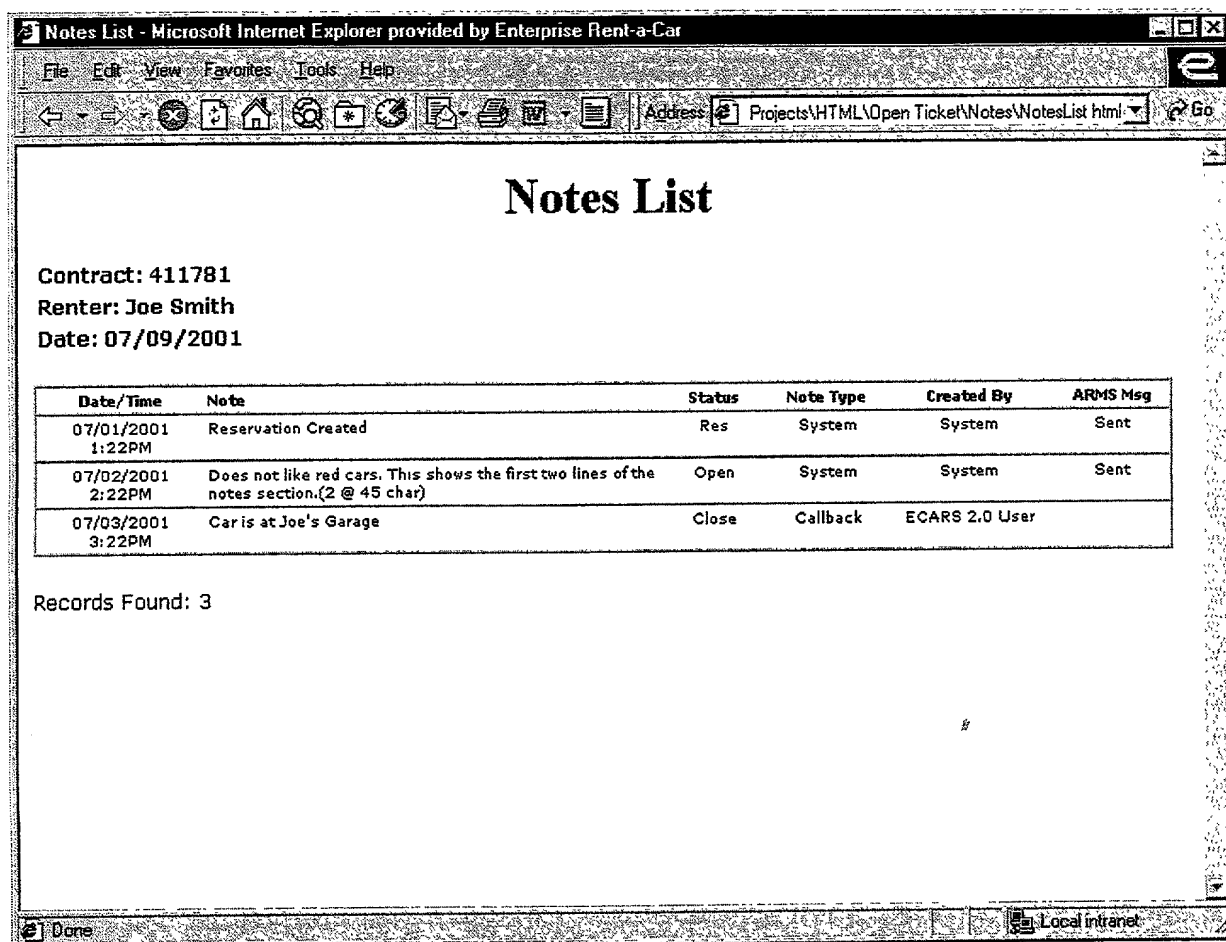 Notes List - Microsoft Internet Explorer provided by Enterprise Rent-a-Car
File Edit View Favorites Tools Help
Address Projects\HTML\Open Ticket\Notes\NotesList html Go
Notes List
Contract: 411781
Renter: Joe Smith
Date: 07/09/2001
Date/Time Note Status Note Type Created By ARMS Msg
07/01/2001 Reservation Created Res System System Sent
1:22PM
07/02/2001 Does not like red cars. This shows the first two lines of the Open System System Sent
2:22PM notes section.(2 @ 45 char)
07/03/2001 Car is at Joe's Garage Close Callback ECARS 2.0 User
3:22PM
Records Found: 3
Done Local intranet